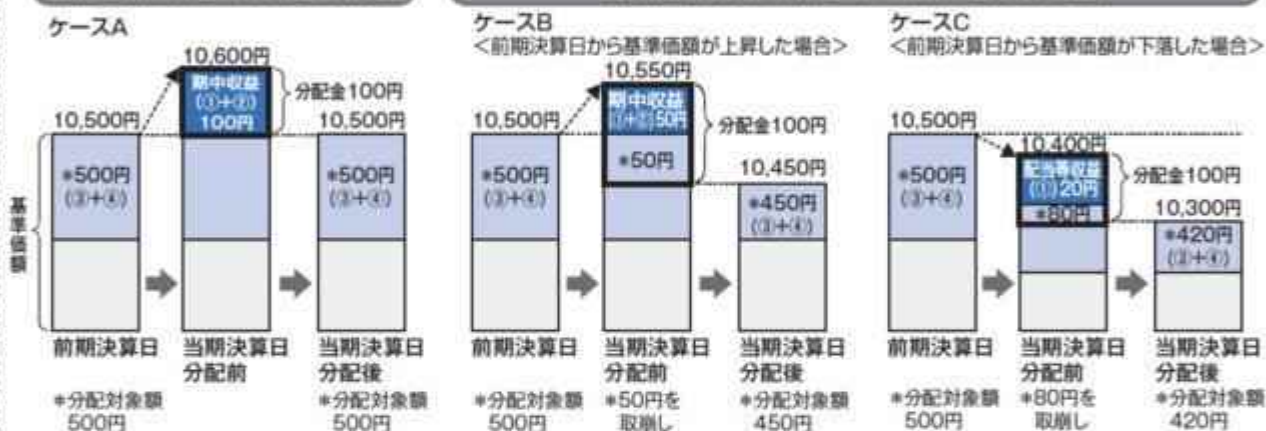 ケースA
10,600円
期中収益
(①+②)
100円
分配金100円
10,500円
10,500円
*500円
(③+④)
*500円
(③+④)
基準価額
前期決算日
当期決算日
分配前
当期決算日
分配後
*分配対象額
500円
*分配対象額
500円
ケースB
<前期決算日から基準価額が上昇した場合>
10,550円
期中収益
(①+②)50円
分配金100円
10,500円
*500円
(③+④)
*50円
10,450円
*450円
(③+④)
前期決算日
当期決算日
分配前
当期決算日
分配後
*分配対象額
500円
*50円を
取崩し
*分配対象額
450円
ケースC
<前期決算日から基準価額が下落した場合>
10,500円
*500円
(③+④)
10,400円
配当等収益
(①)20円
*80円
分配金100円
10,300円
*420円
(③+④)
前期決算日
当期決算日
分配前
当期決算日
分配後
*分配対象額
500円
*80円を
取崩し
*分配対象額
420円